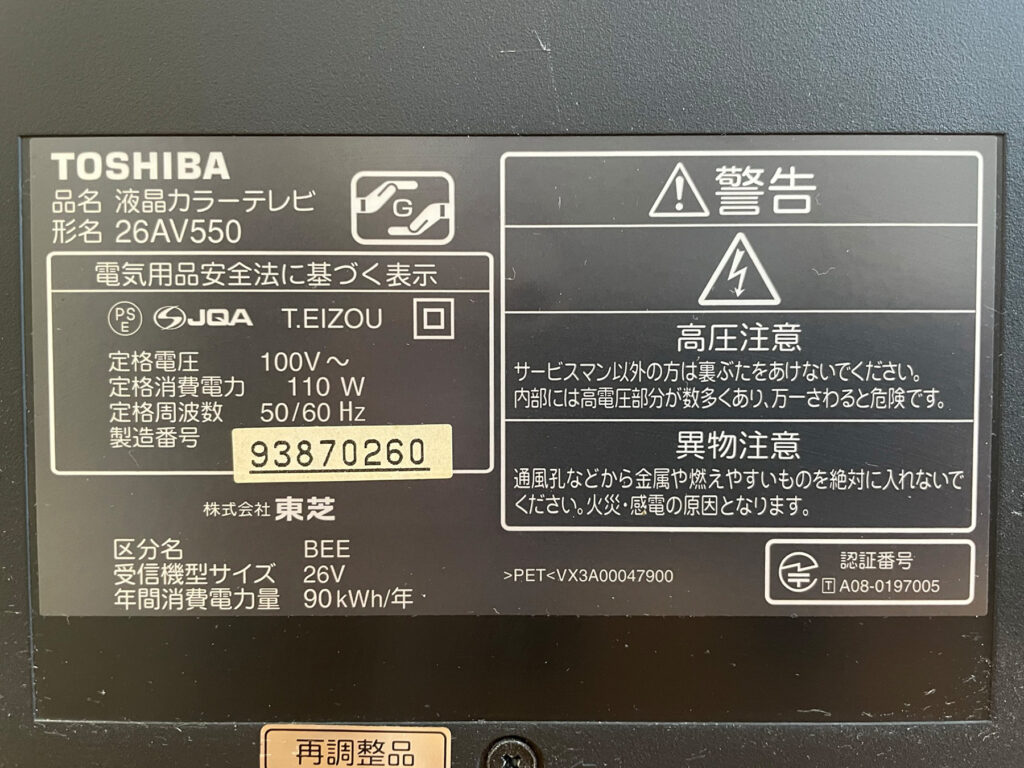 TOSHIBA
品名 液晶カラーテレビ
形名 26AV550
G
電気用品安全法に基づく表示
PS
E
JQA T.EIZOU
定格電圧 100V～
定格消費電力 110 W
定格周波数 50/60 Hz
製造番号
93870260
株式会社 東芝
区分名 BEE
受信機型サイズ 26V
年間消費電力量 90kWh/年
警告
高圧注意
サービスマン以外の方は裏ぶたをあけないでください。
内部には高電圧部分が数多くあり、万一さわると危険です。
異物注意
通風孔などから金属や燃えやすいものを絶対に入れないで
ください。火災・感電の原因となります。
>PET<VX3A00047900
認証番号
T A08-0197005
再調整品